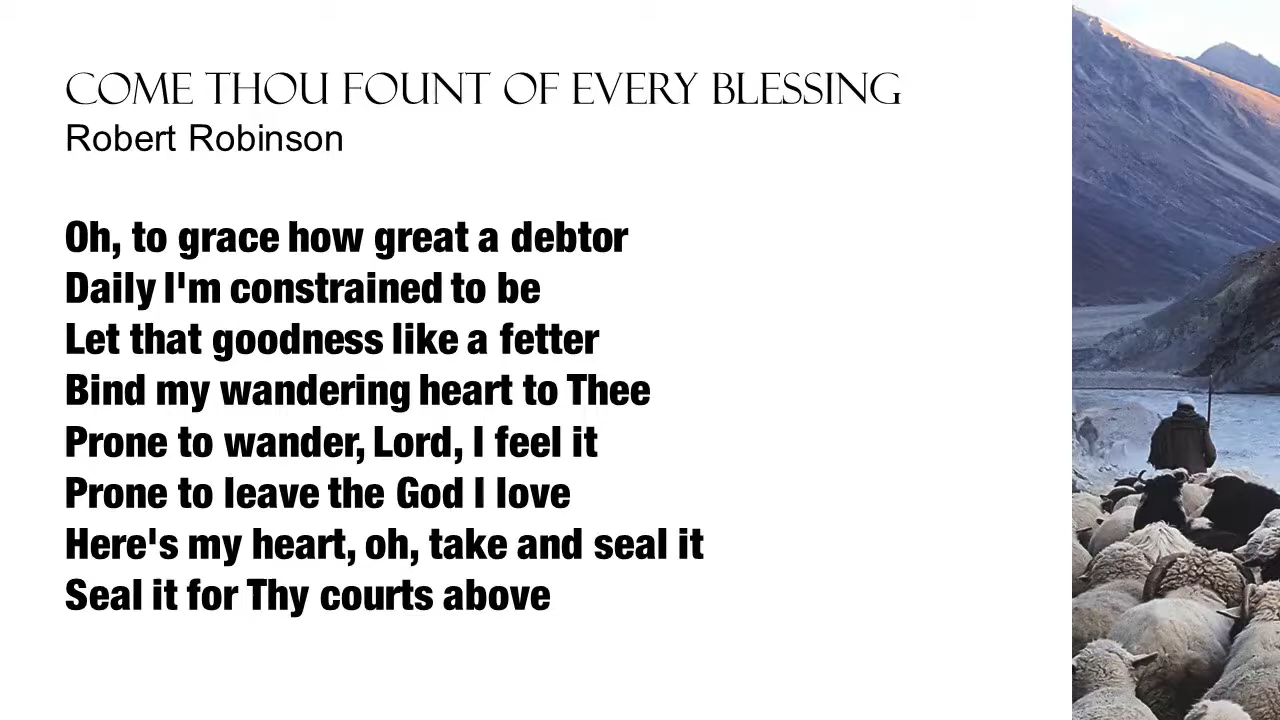 COME THOU FOUNT OF EVERY BLESSING
Robert Robinson
Oh, to grace how great a debtor
Daily I'm constrained to be
Let that goodness like a fetter
Bind my wandering heart to Thee
Prone to wander, Lord, I feel it
Prone to leave the God I love
Here's my heart, oh, take and seal it
Seal it for Thy courts above